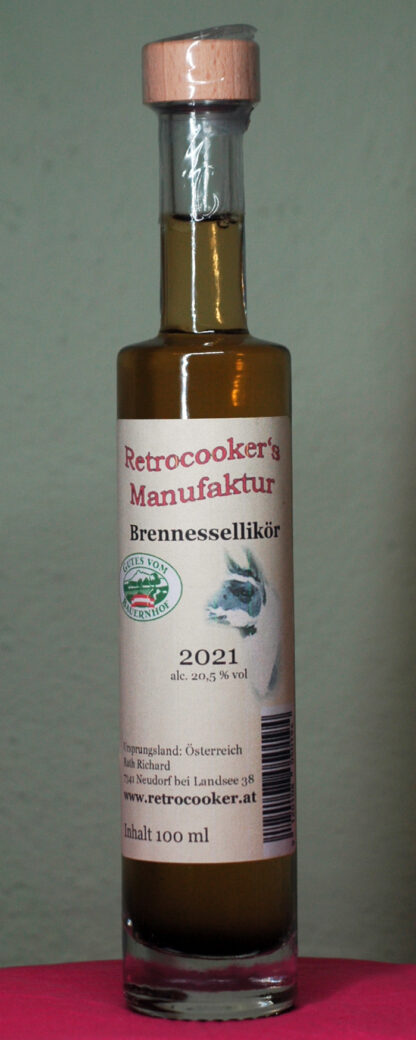 Retrocooker's
Manufaktur
Brennessellikör
GUTES VOM
BAUERNHOF
2021
alc. 20,5 % vol
Ursprungsland: Österreich
Rath Richard
7341 Neudorf bei Landsee 38
www.retrocooker.at
Inhalt 100 ml